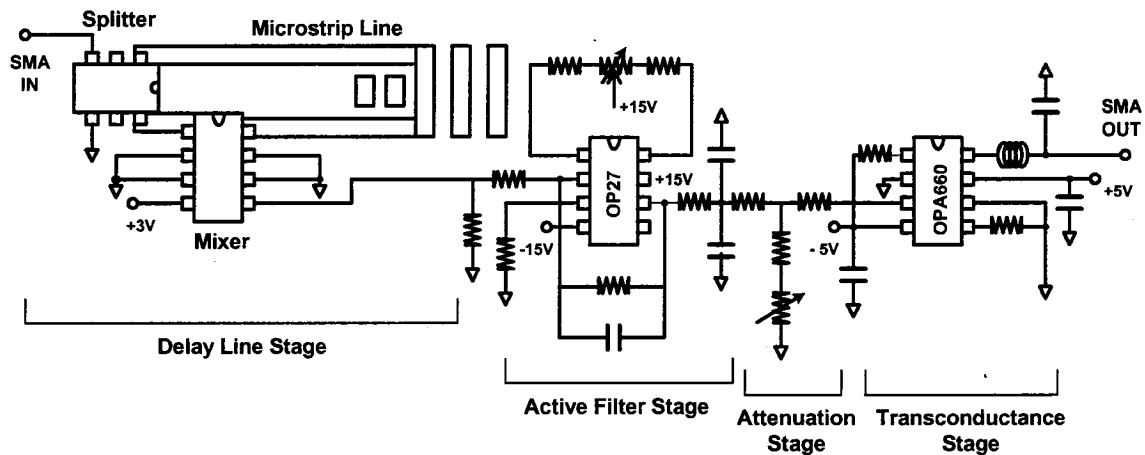 Splitter
Microstrip Line
SMA
IN
+15V
SMA
OUT
OP27
+15V
OPA660
+5V
+3V
Mixer
-15V
- 5V
Delay Line Stage
Active Filter Stage
Attenuation
Stage
Transconductance
Stage